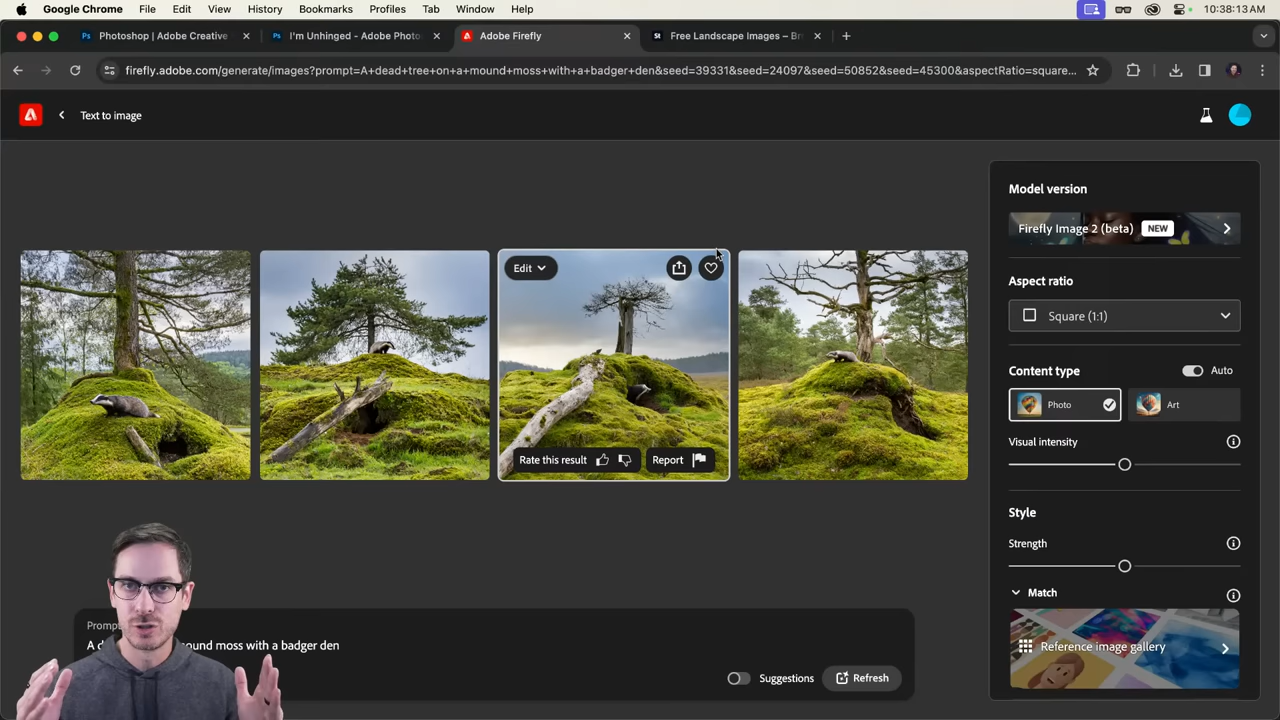 Google Chrome File Edit View History Bookmarks Profiles Tab Window Help 10:38:13 AM
Ps Photoshop | Adobe Creative Ps I'm Unhinged - Adobe Photo Adobe Firefly St Free Landscape Images – Br
firefly.adobe.com/generate/images?prompt=A+dead+tree+on+a+mound+moss+with+a+badger+den&seed=39331&seed=24097&seed=50852&seed=45300&aspectRatio=square...
Text to image
Model version
Firefly Image 2 (beta) NEW
Aspect ratio
Square (1:1)
Content type Auto
Photo Art
Visual intensity
Style
Strength
Match
Reference image gallery
Edit
Rate this result Report
Promp
A d ound moss with a badger den
Suggestions Refresh